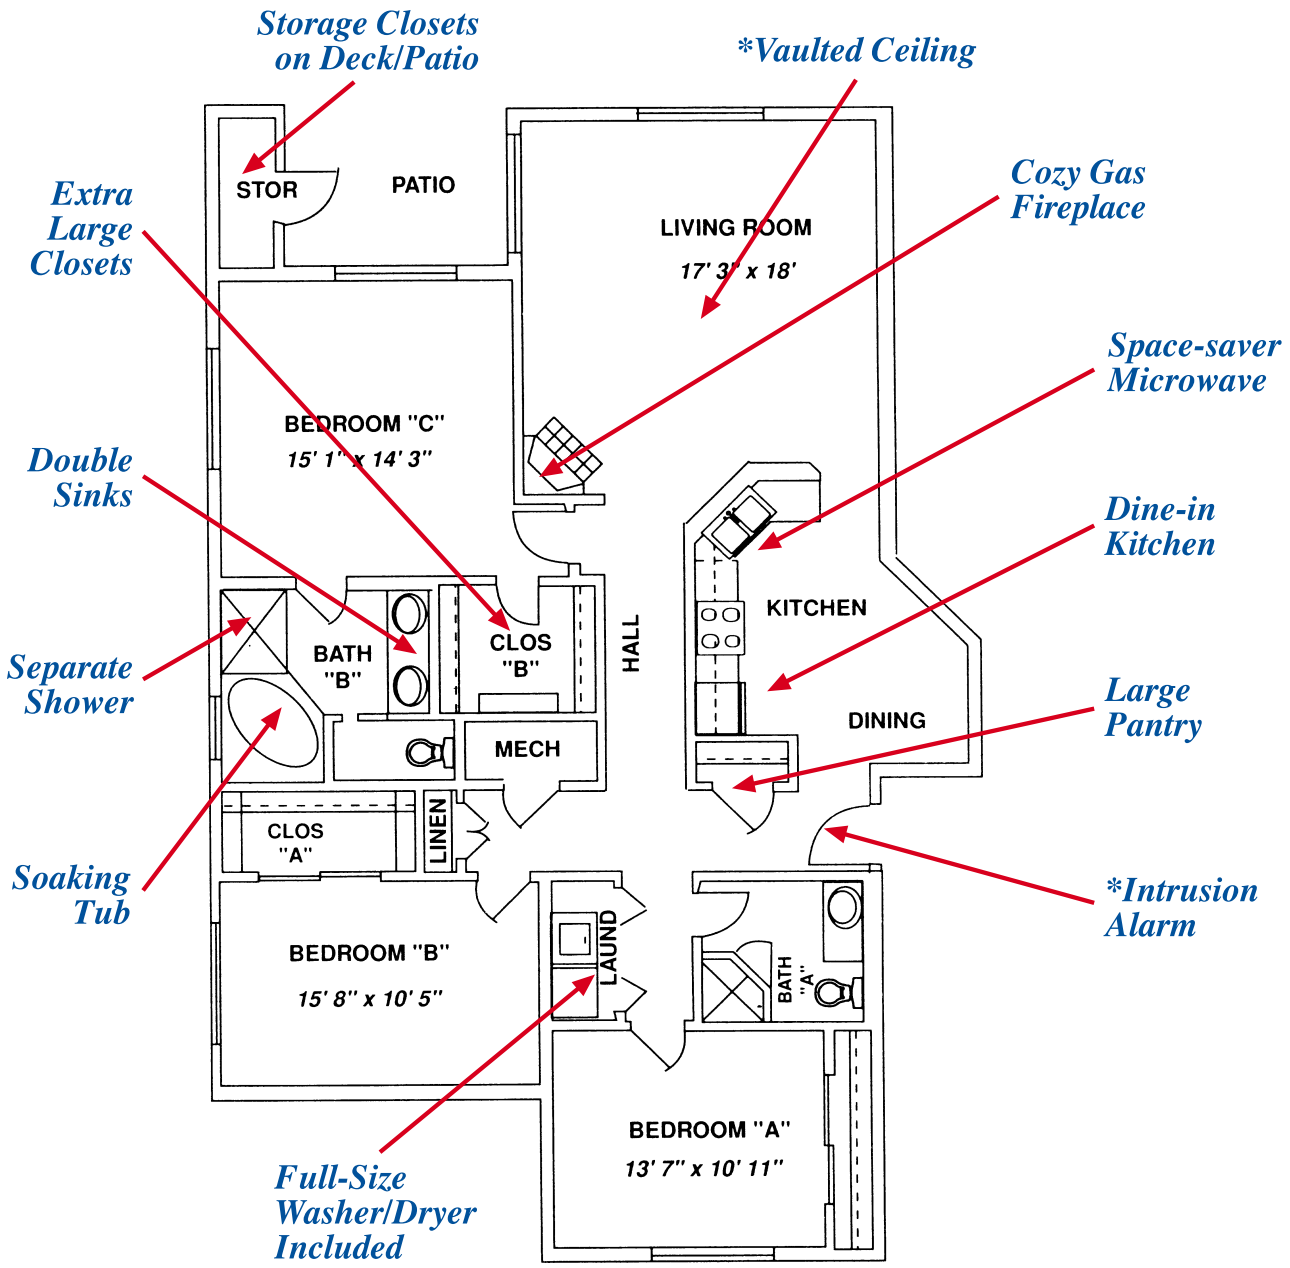 Storage Closets
on Deck/Patio
*Vaulted Ceiling
Extra
Large
Closets
STOR
PATIO
LIVING ROOM
17' 3" x 18'
Cozy Gas
Fireplace
Space-saver
Microwave
BEDROOM "C"
15' 1" x 14' 3"
Double
Sinks
Dine-in
Kitchen
KITCHEN
HALL
CLOS
"B"
BATH
"B"
Separate
Shower
Large
Pantry
DINING
MECH
CLOS
"A"
LINEN
Soaking
Tub
*Intrusion
Alarm
BEDROOM "B"
15' 8" x 10' 5"
LAUND
BATH
"A"
BEDROOM "A"
13' 7" x 10' 11"
Full-Size
Washer/Dryer
Included